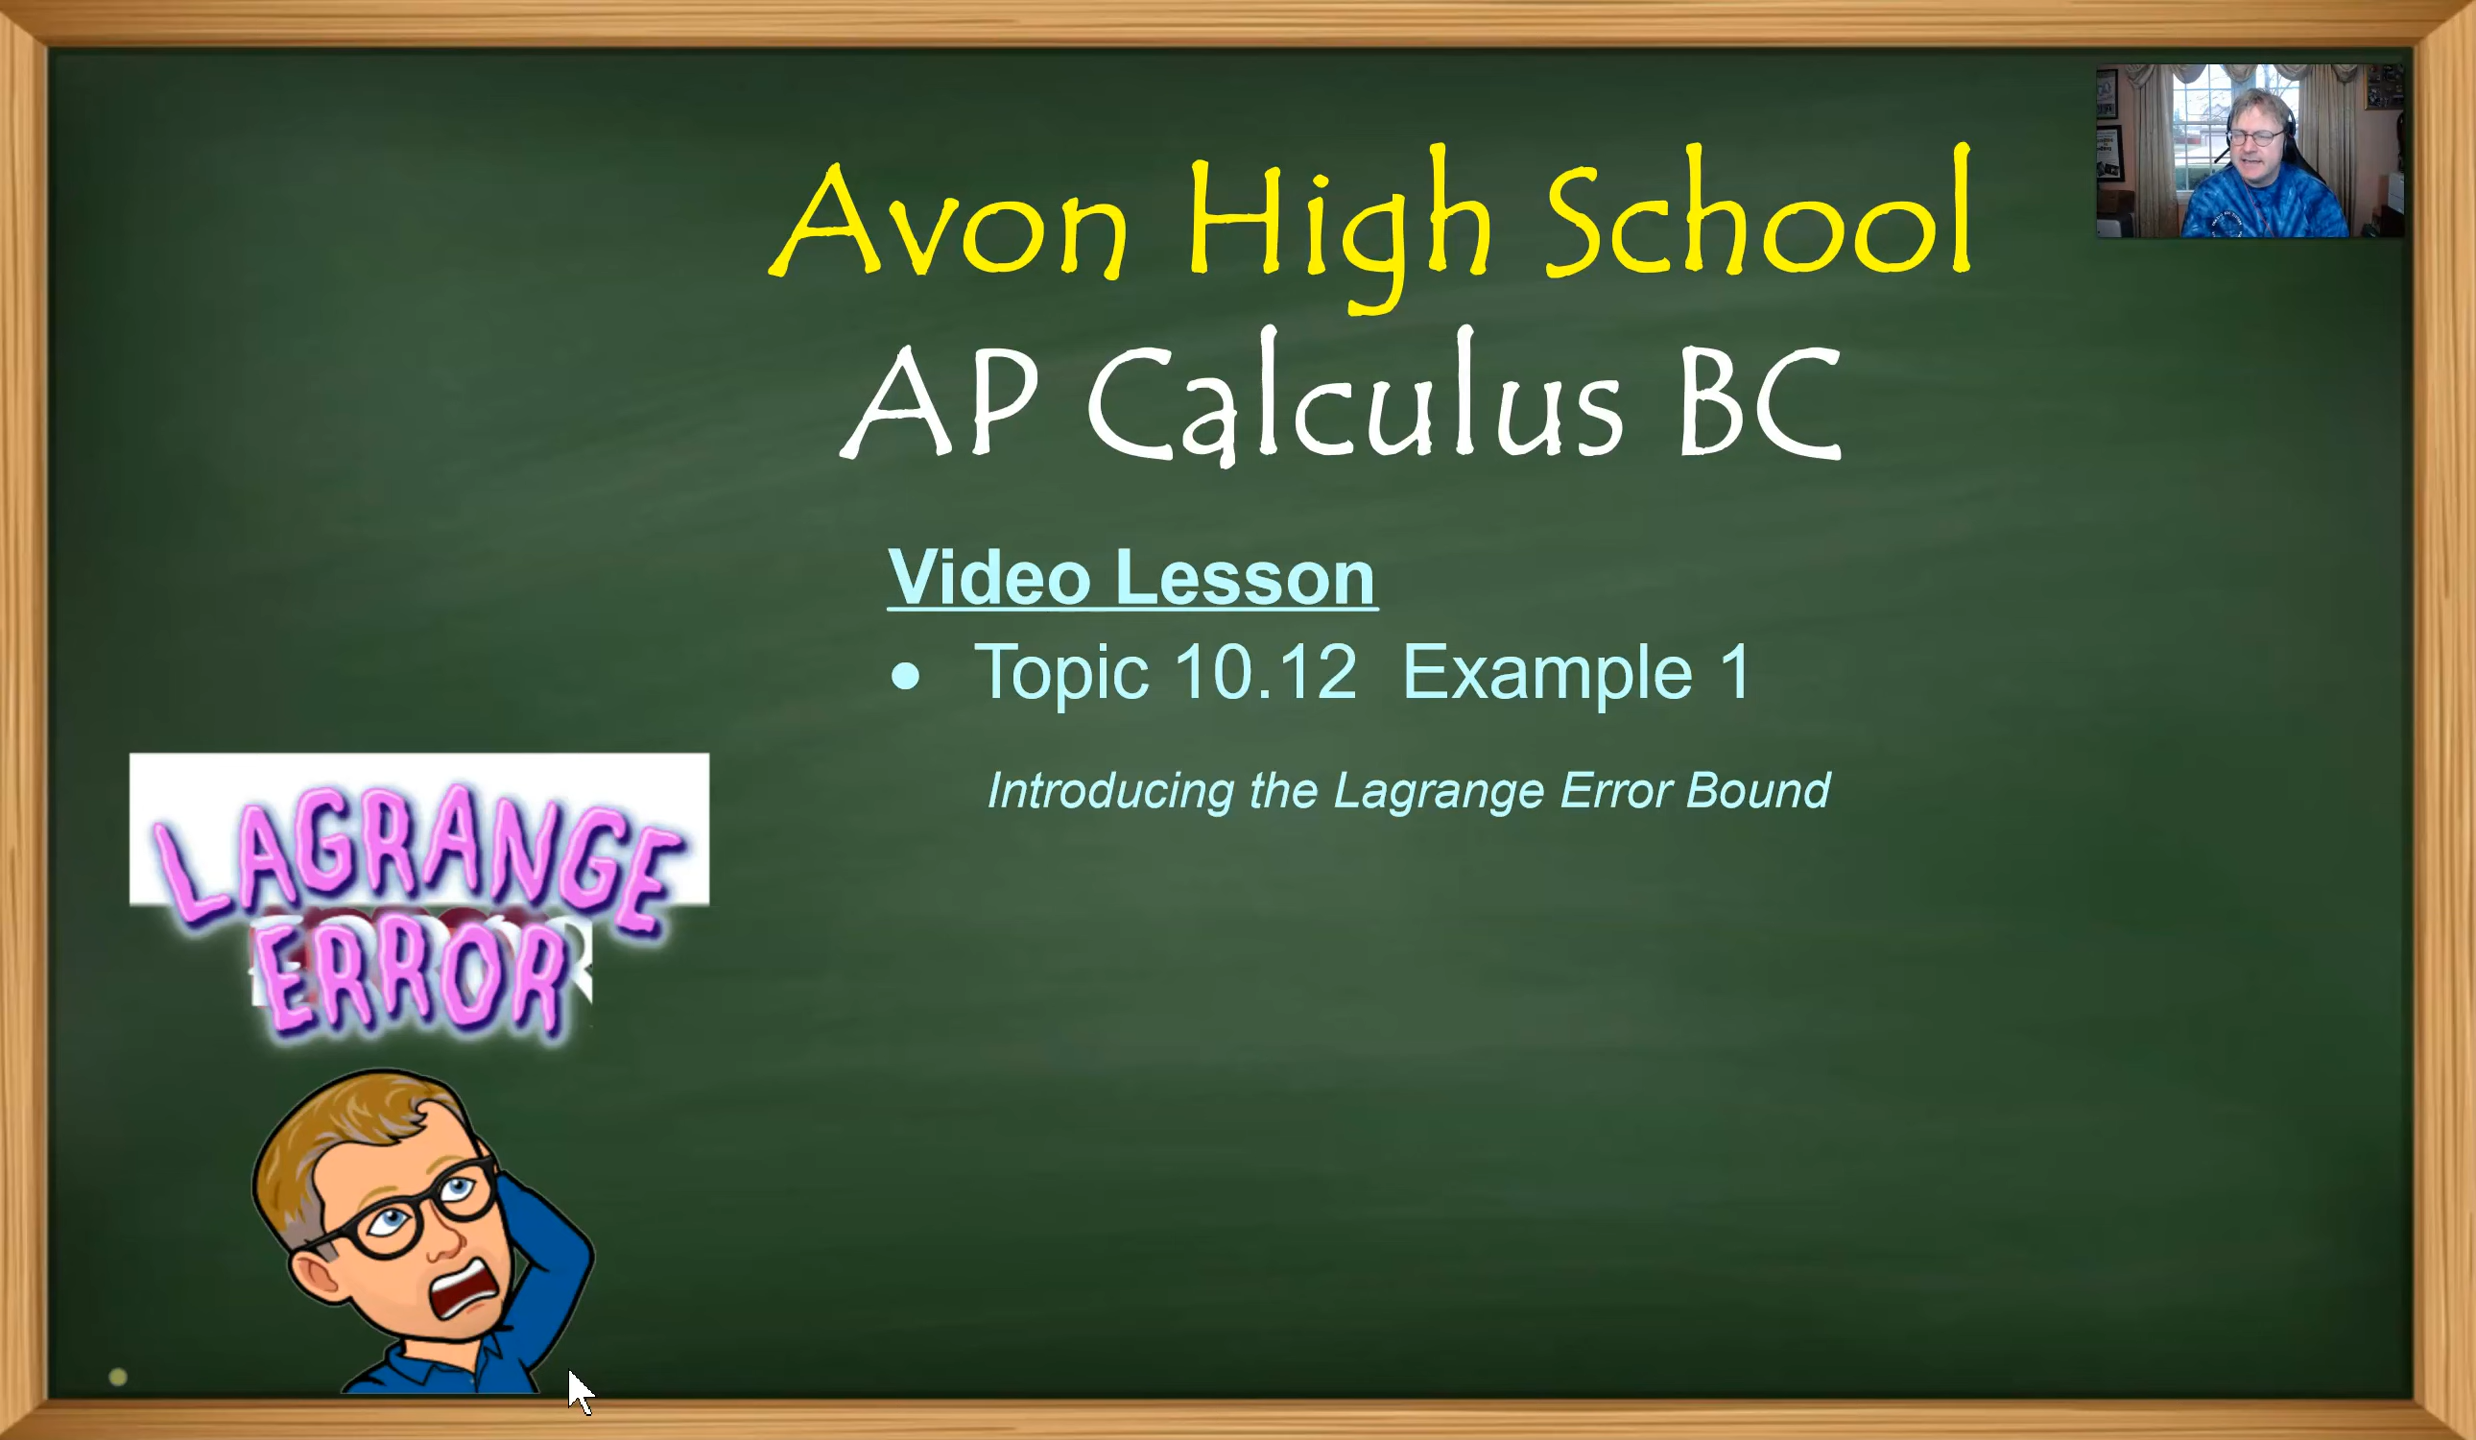 Avon High School
AP Calculus BC
Video Lesson
• Topic 10.12 Example 1
Introducing the Lagrange Error Bound
LAGRANGE
ERROR